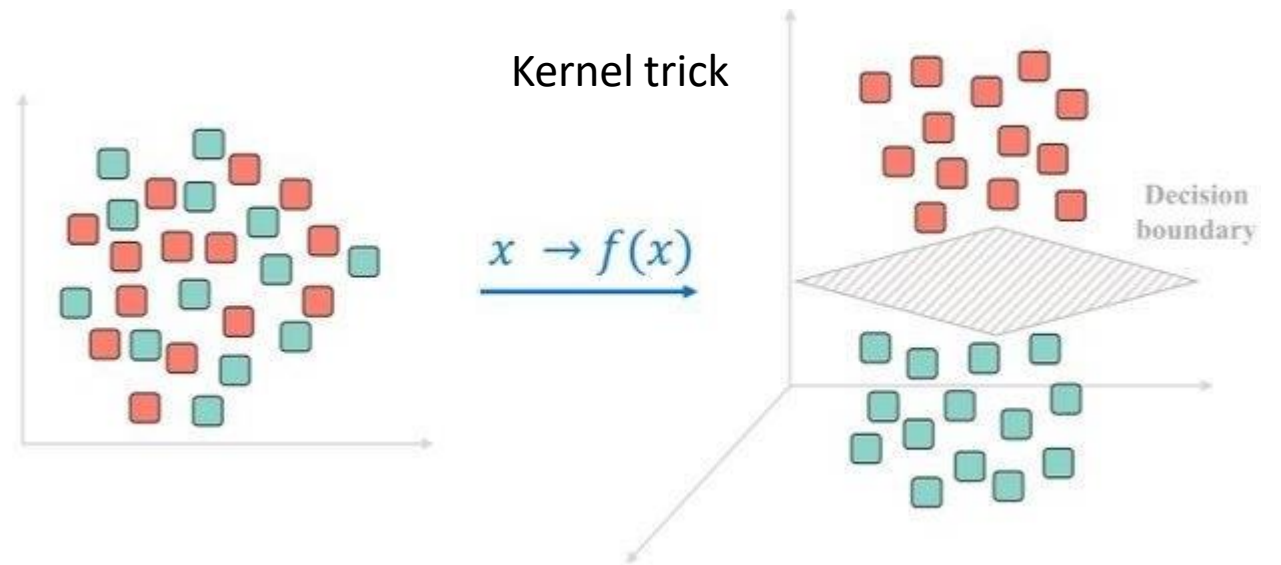 Kernel trick
x → f(x)
Decision
boundary